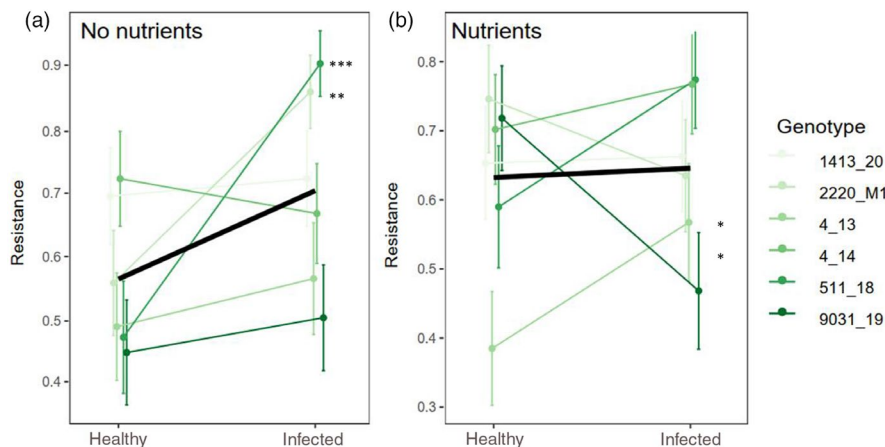 (a)
No nutrients
Resistance
0.9
0.8
0.7
0.6
0.5
0.4
***
**
Healthy
Infected
(b)
Nutrients
Resistance
0.8
0.7
0.6
0.5
0.4
0.3
*
*
Healthy
Infected
Genotype
1413_20
2220_M1
4_13
4_14
511_18
9031_19